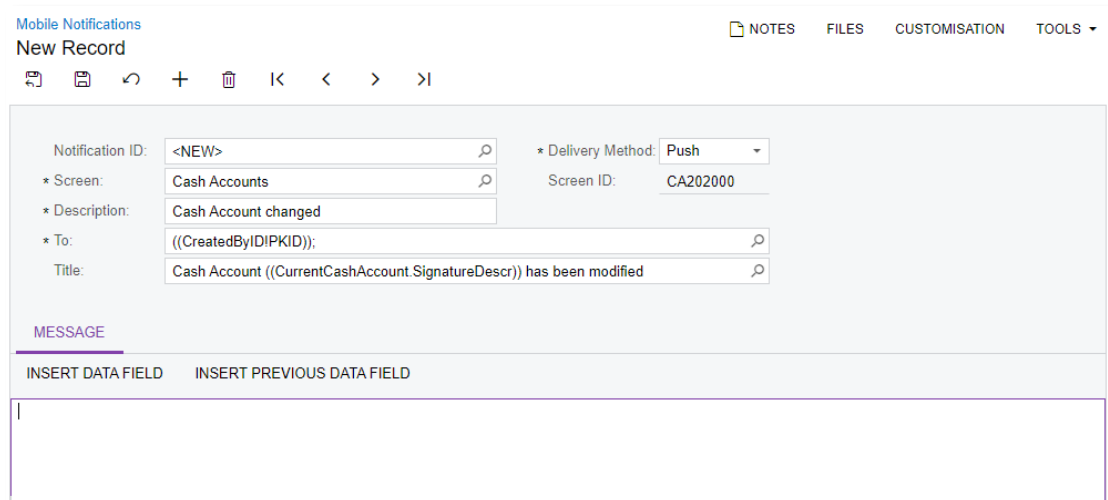 Mobile Notifications
New Record
NOTES FILES CUSTOMISATION TOOLS
Notification ID: <NEW> * Delivery Method: Push
* Screen: Cash Accounts Screen ID: CA202000
* Description: Cash Account changed
* To: ((CreatedByID!PKID));
Title: Cash Account ((CurrentCashAccount.SignatureDescr)) has been modified
MESSAGE
INSERT DATA FIELD INSERT PREVIOUS DATA FIELD